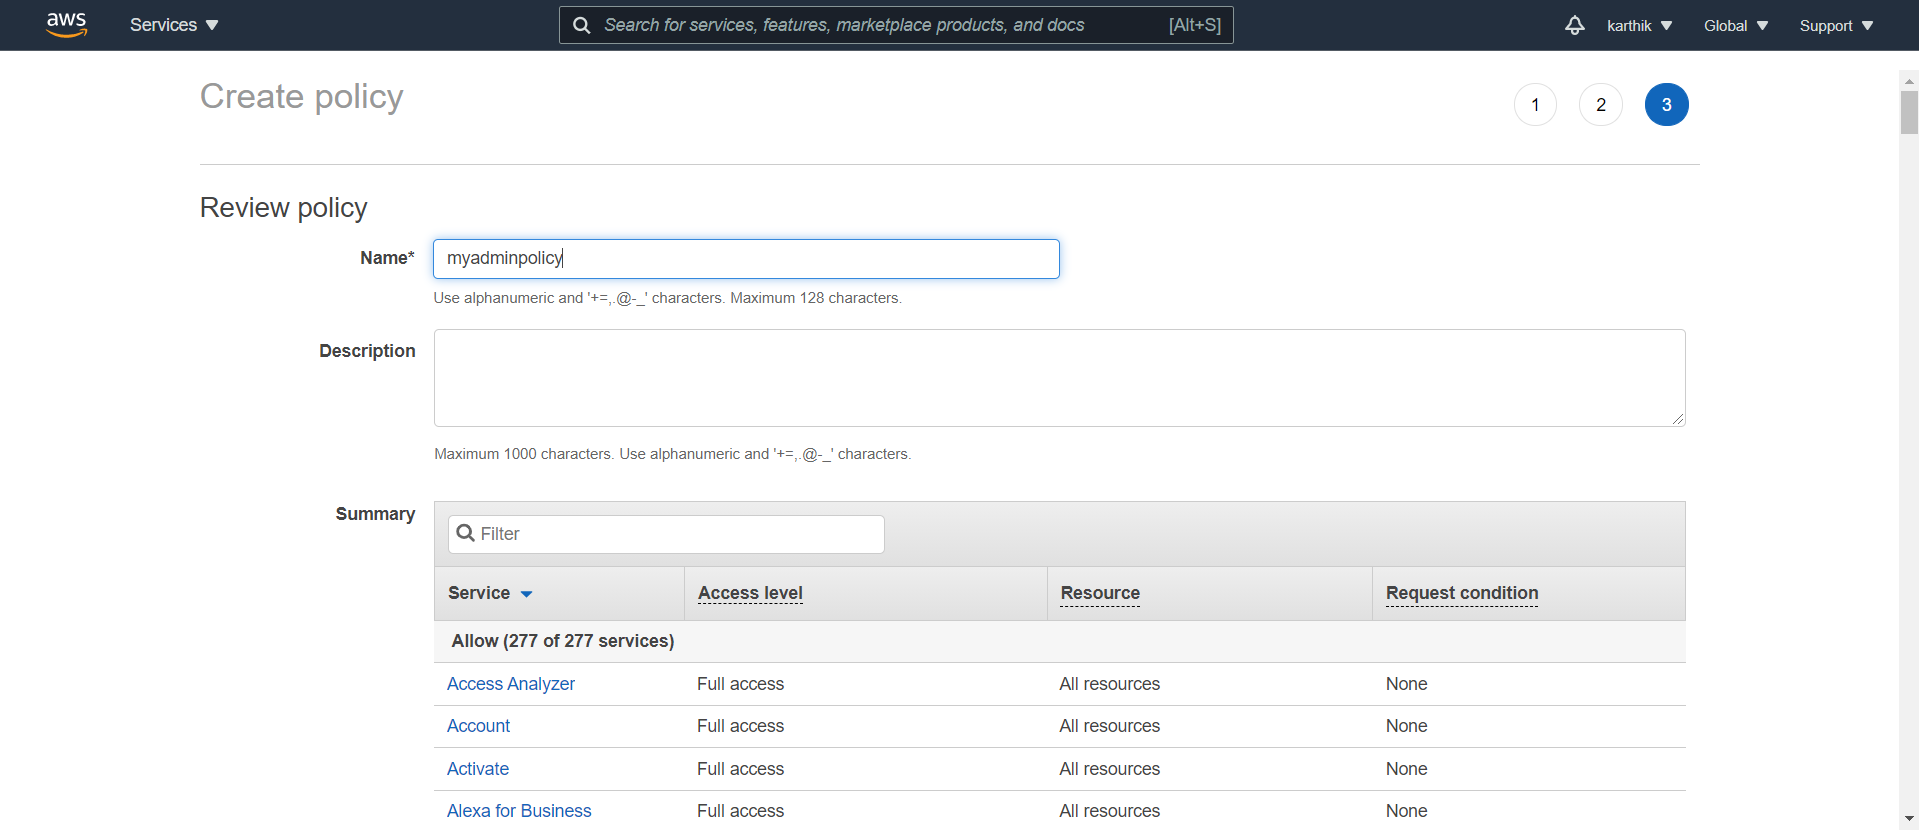 aws Services Search for services, features, marketplace products, and docs [Alt+S] karthik Global Support
Create policy 1 2 3
Review policy
Name* myadminpolicy
Use alphanumeric and '+=,.@-_' characters. Maximum 128 characters.
Description
Maximum 1000 characters. Use alphanumeric and '+=,.@-_' characters.
Summary Filter
Service Access level Resource Request condition
Allow (277 of 277 services)
Access Analyzer Full access All resources None
Account Full access All resources None
Activate Full access All resources None
Alexa for Business Full access All resources None